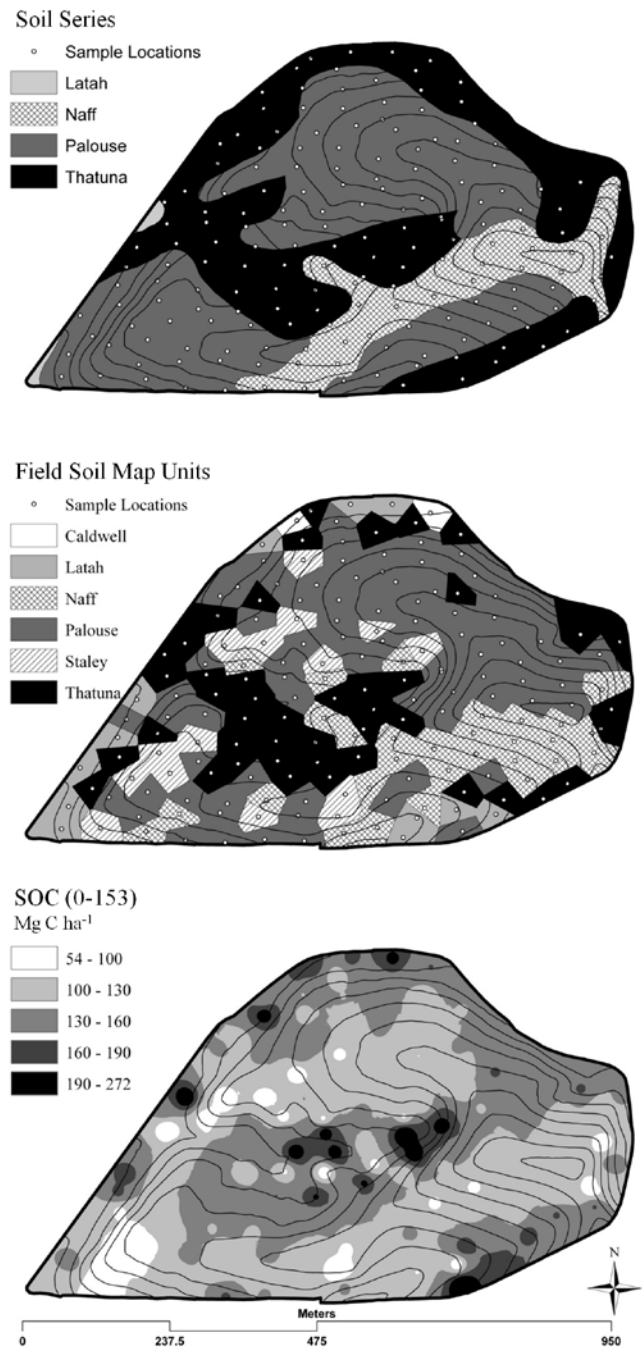 Soil Series
Sample Locations
Latah
Naff
Palouse
Thatuna
Field Soil Map Units
Sample Locations
Caldwell
Latah
Naff
Palouse
Staley
Thatuna
SOC (0-153)
Mg C ha⁻¹
54 - 100
100 - 130
130 - 160
160 - 190
190 - 272
N
Meters
0 237.5 475 950